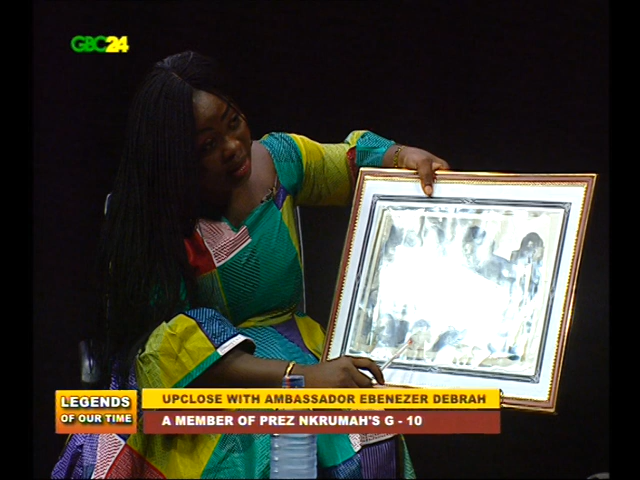 GBC24
LEGENDS
OF OUR TIME
UPCLOSE WITH AMBASSADOR EBENEZER DEBRAH
A MEMBER OF PREZ NKRUMAH'S G - 10